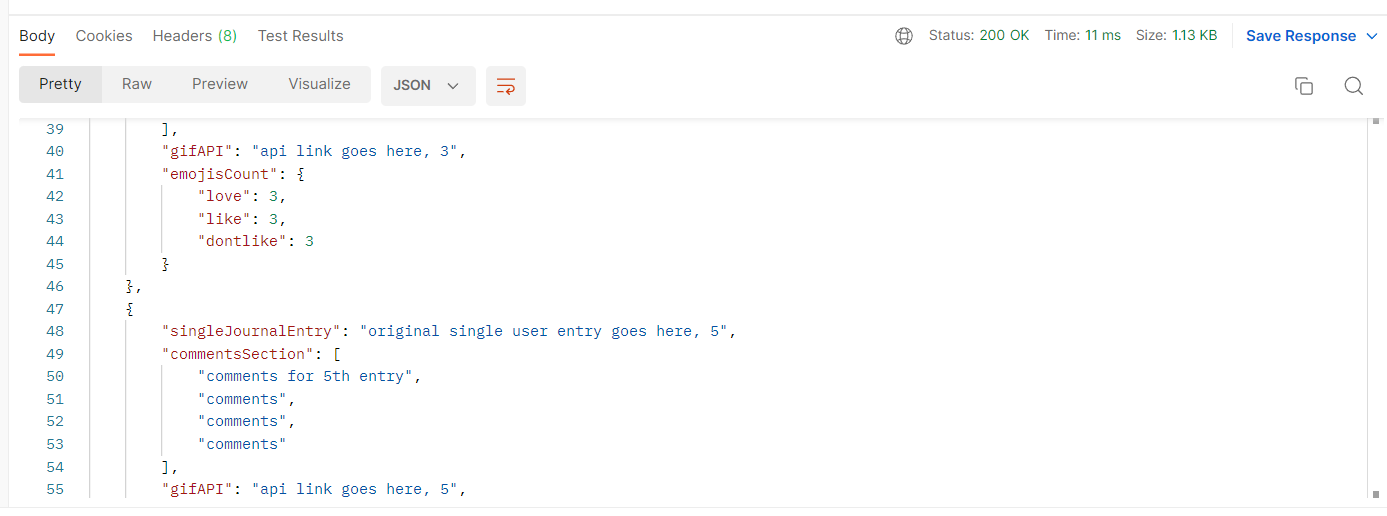 Body Cookies Headers (8) Test Results Status: 200 OK Time: 11 ms Size: 1.13 KB Save Response
Pretty Raw Preview Visualize JSON
39 ],
40 "gifAPI": "api link goes here, 3",
41 "emojisCount": {
42 "love": 3,
43 "like": 3,
44 "dontlike": 3
45 }
46 },
47 {
48 "singleJournalEntry": "original single user entry goes here, 5",
49 "commentsSection": [
50 "comments for 5th entry",
51 "comments",
52 "comments",
53 "comments"
54 ],
55 "gifAPI": "api link goes here, 5",